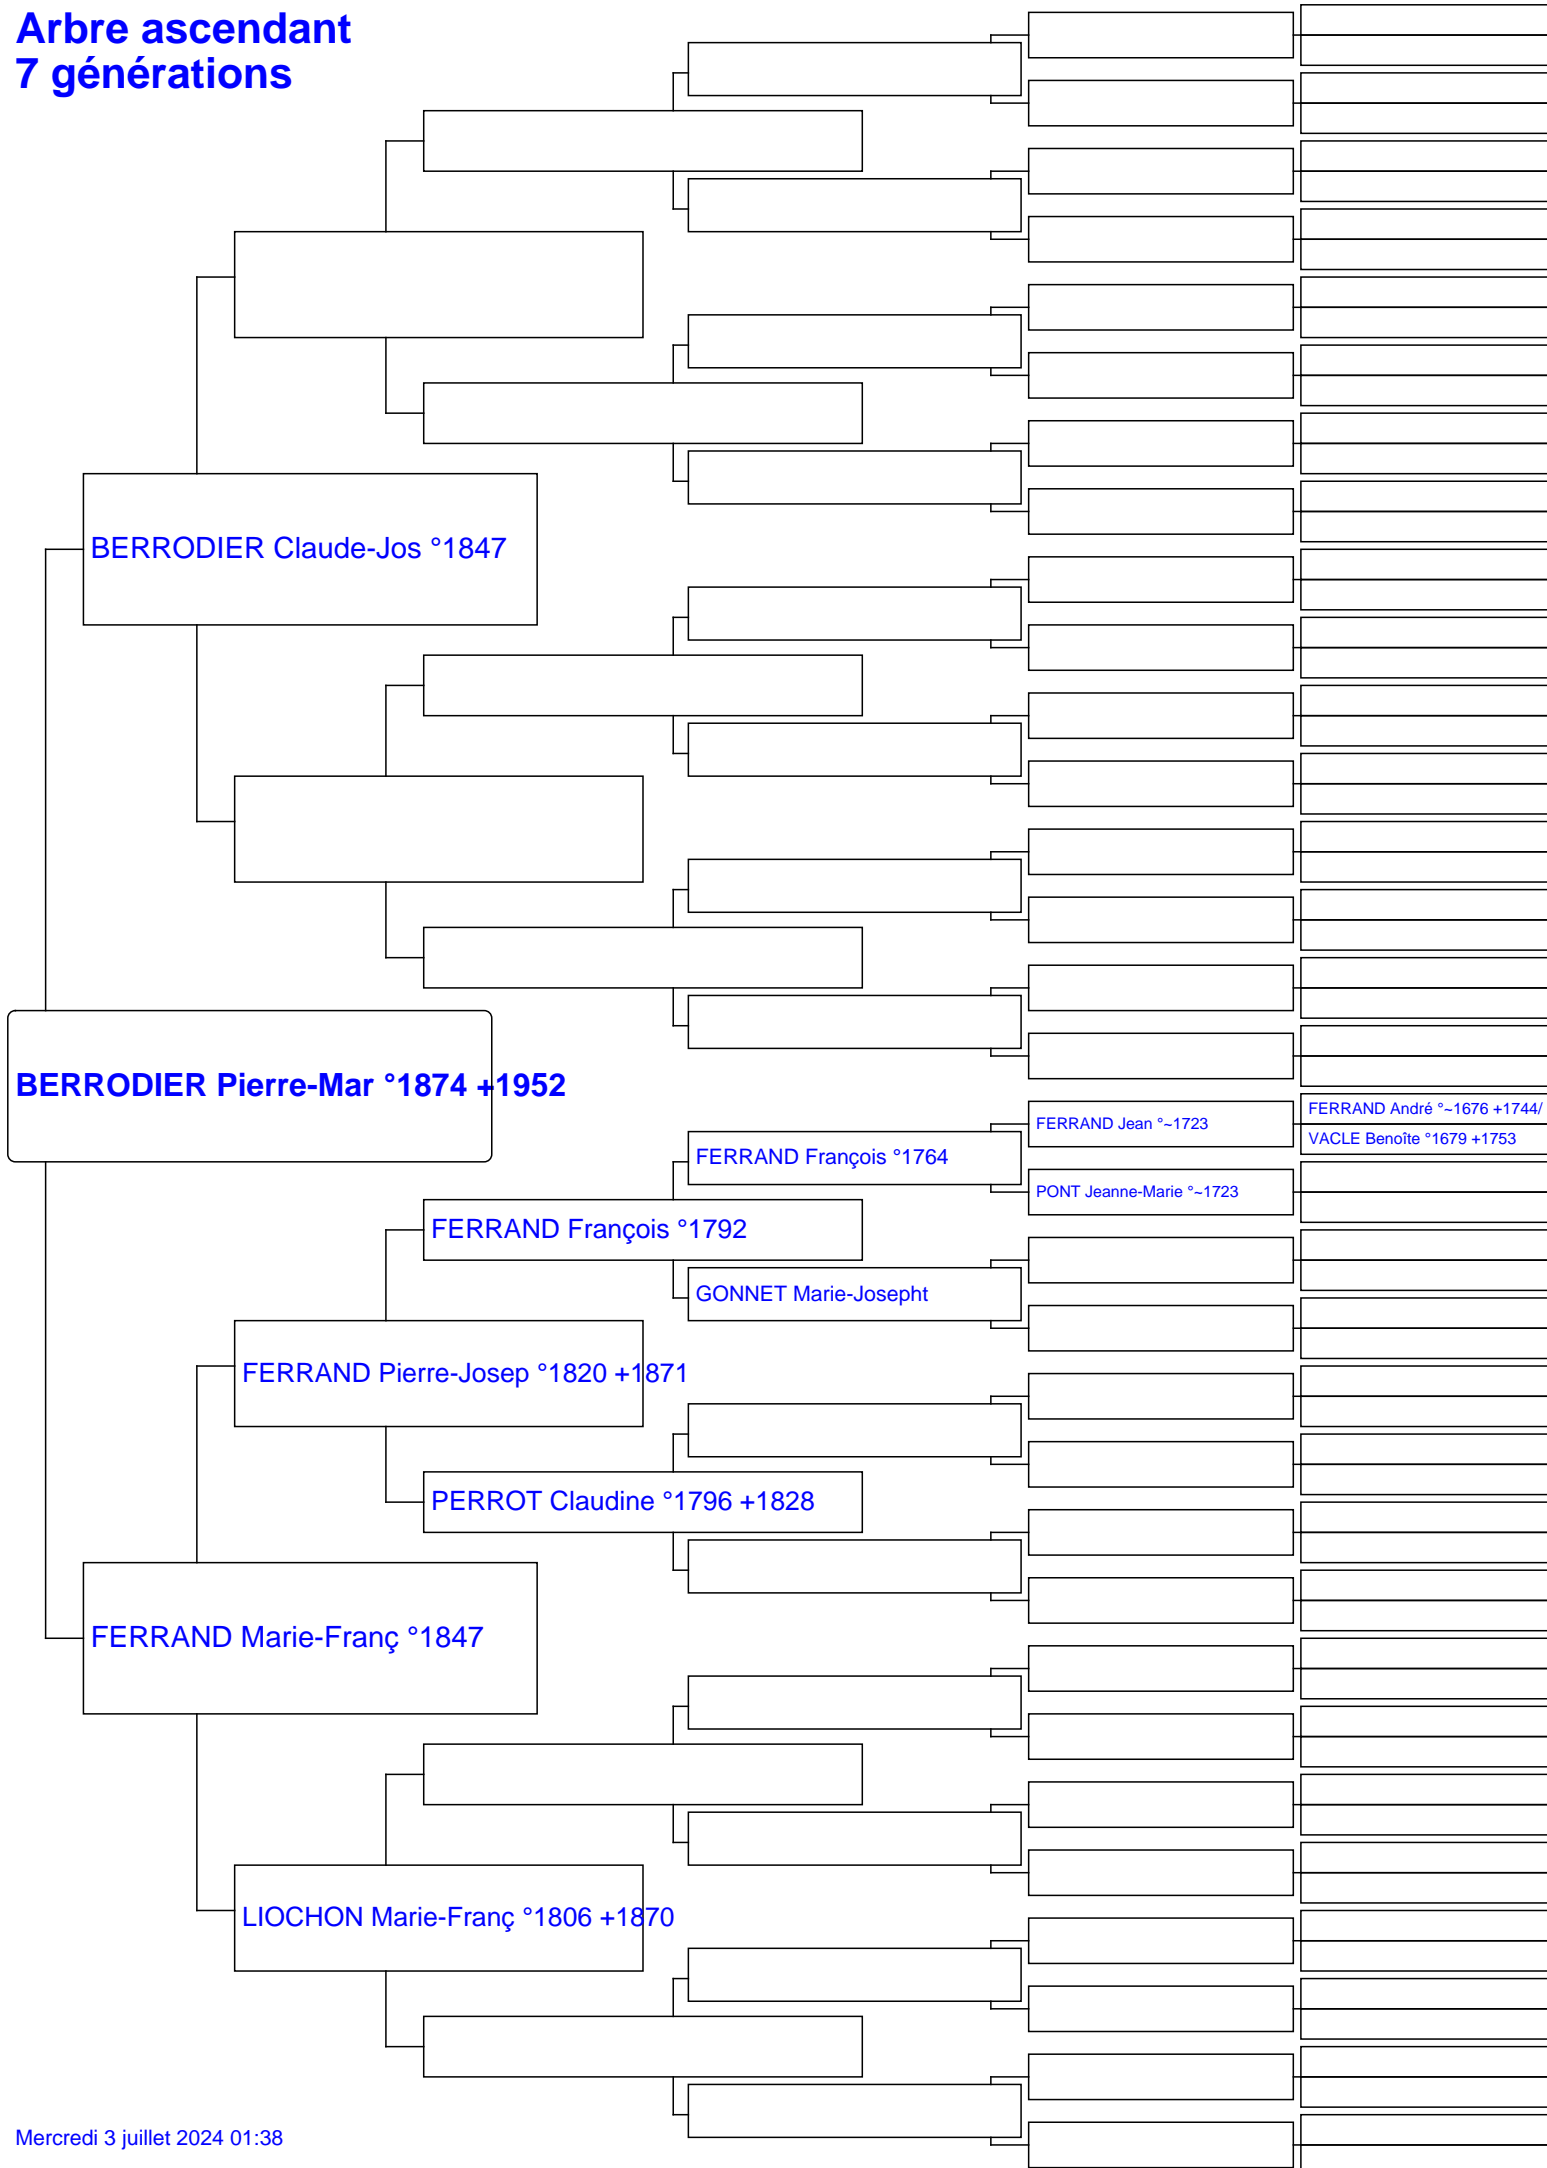 Arbre ascendant
7 générations
BERRODIER Claude-Jos °1847
BERRODIER Pierre-Mar °1874 +1952
FERRAND André °~1676 +1744/
FERRAND Jean °~1723
VACLE Benoîte °1679 +1753
FERRAND François °1764
PONT Jeanne-Marie °~1723
FERRAND François °1792
GONNET Marie-Josepht
FERRAND Pierre-Josep °1820 +1871
PERROT Claudine °1796 +1828
FERRAND Marie-Franç °1847
LIOCHON Marie-Franç °1806 +1870
Mercredi 3 juillet 2024 01:38